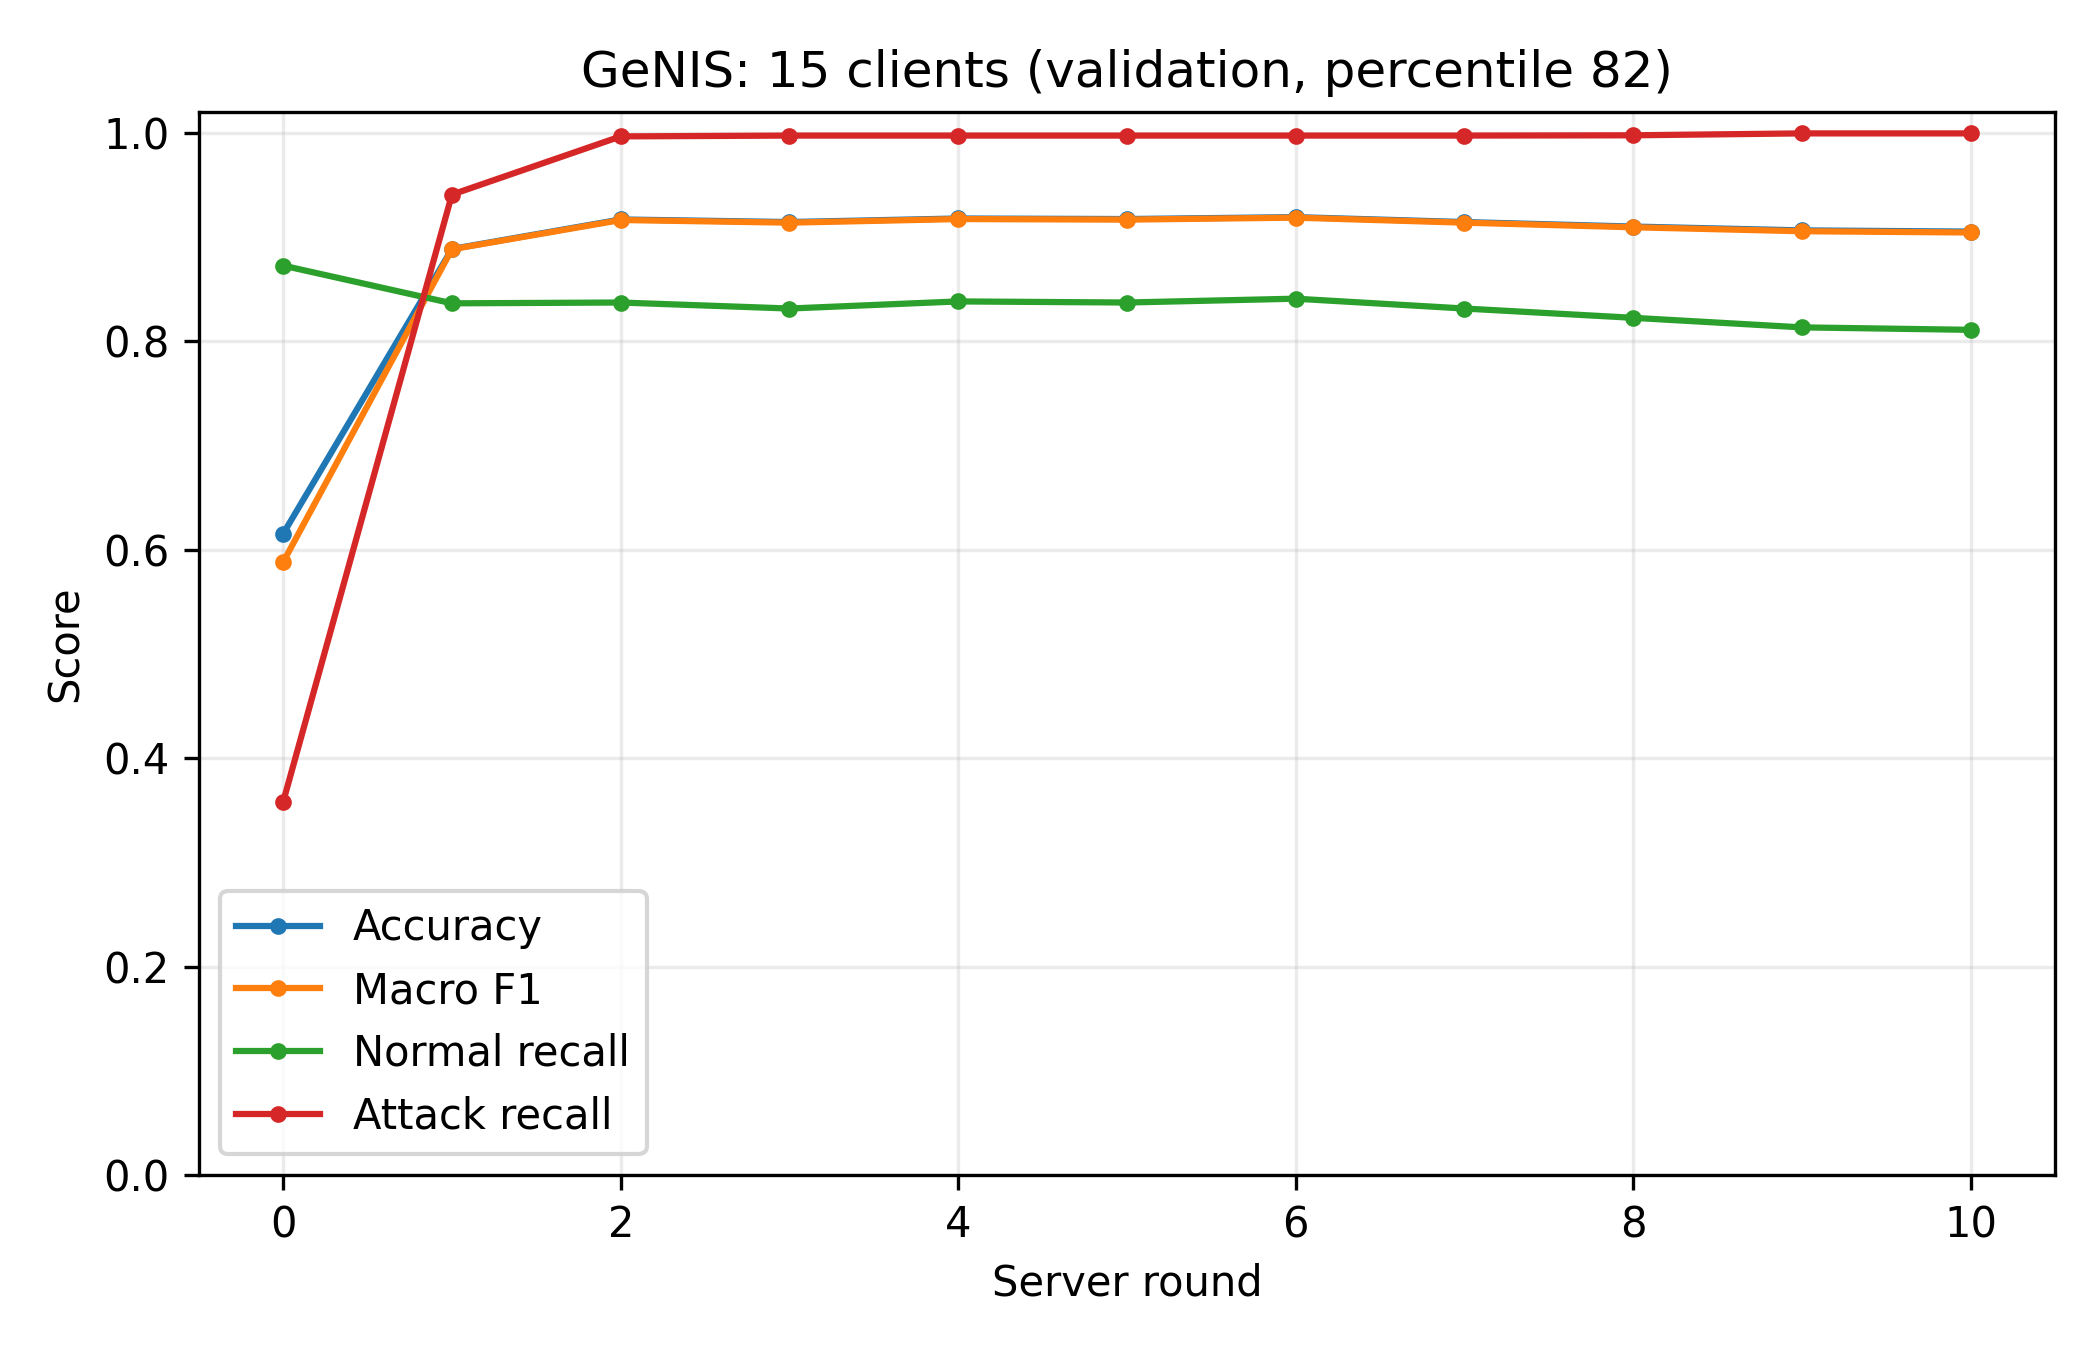 GeNIS: 15 clients (validation, percentile 82)
1.0
0.8
0.6
0.4
0.2
0.0
Score
Accuracy
Macro F1
Normal recall
Attack recall
0 2 4 6 8 10
Server round